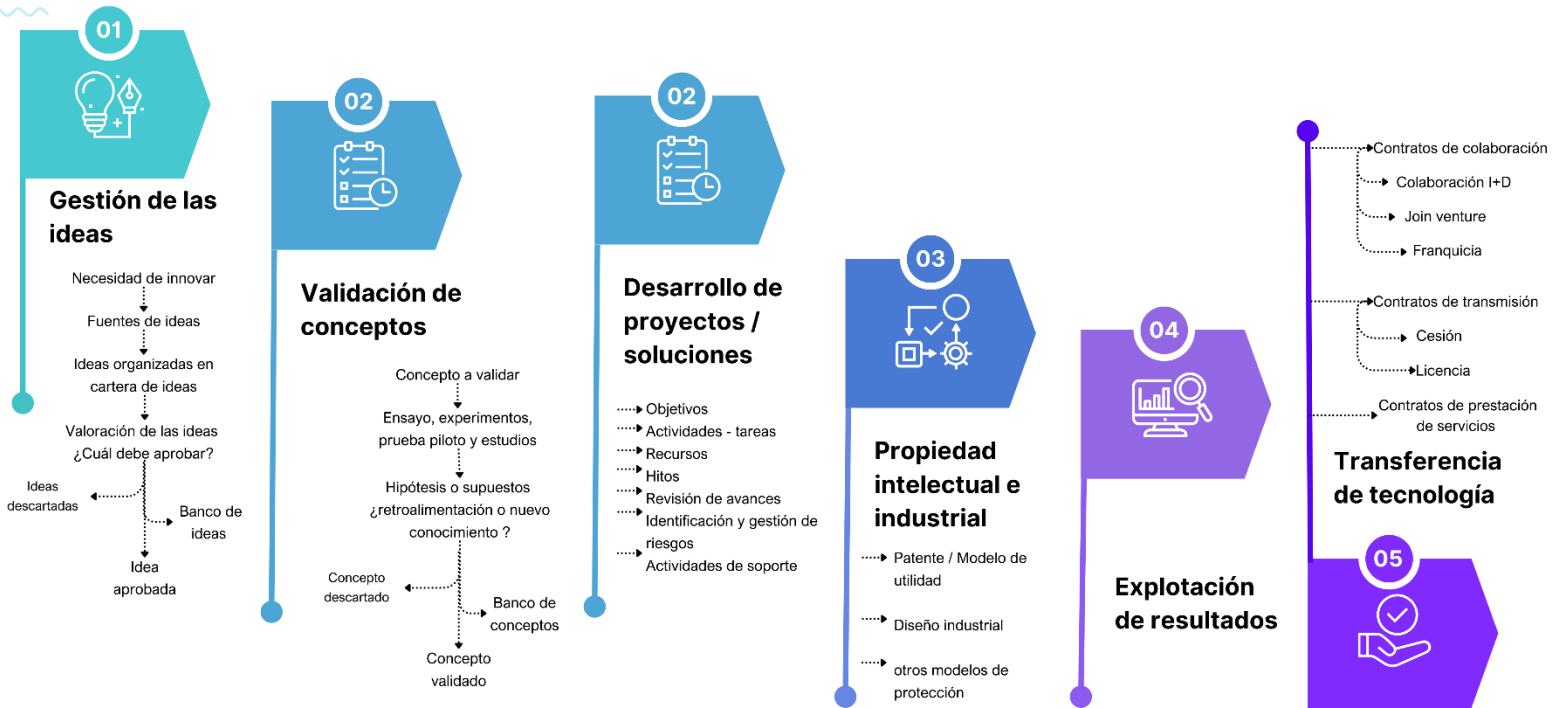 01
Gestión de las
ideas
Necesidad de innovar
Fuentes de ideas
Ideas organizadas en
cartera de ideas
Valoración de las ideas
¿Cuál debe aprobar?
Ideas
descartadas
Banco de
ideas
Idea
aprobada
02
Validación de
conceptos
Concepto a validar
Ensayo, experimentos,
prueba piloto y estudios
Hipótesis o supuestos
¿retroalimentación o nuevo
conocimiento ?
Concepto
descartado
Banco de
conceptos
Concepto
validado
02
Desarrollo de
proyectos /
soluciones
Objetivos
Actividades - tareas
Recursos
Hitos
Revisión de avances
Identificación y gestión de
riesgos
Actividades de soporte
03
Propiedad
intelectual e
industrial
Patente / Modelo de
utilidad
Diseño industrial
otros modelos de
protección
04
Explotación
de resultados
Contratos de colaboración
Colaboración I+D
Join venture
Franquicia
Contratos de transmisión
Cesión
Licencia
Contratos de prestación
de servicios
Transferencia
de tecnología
05